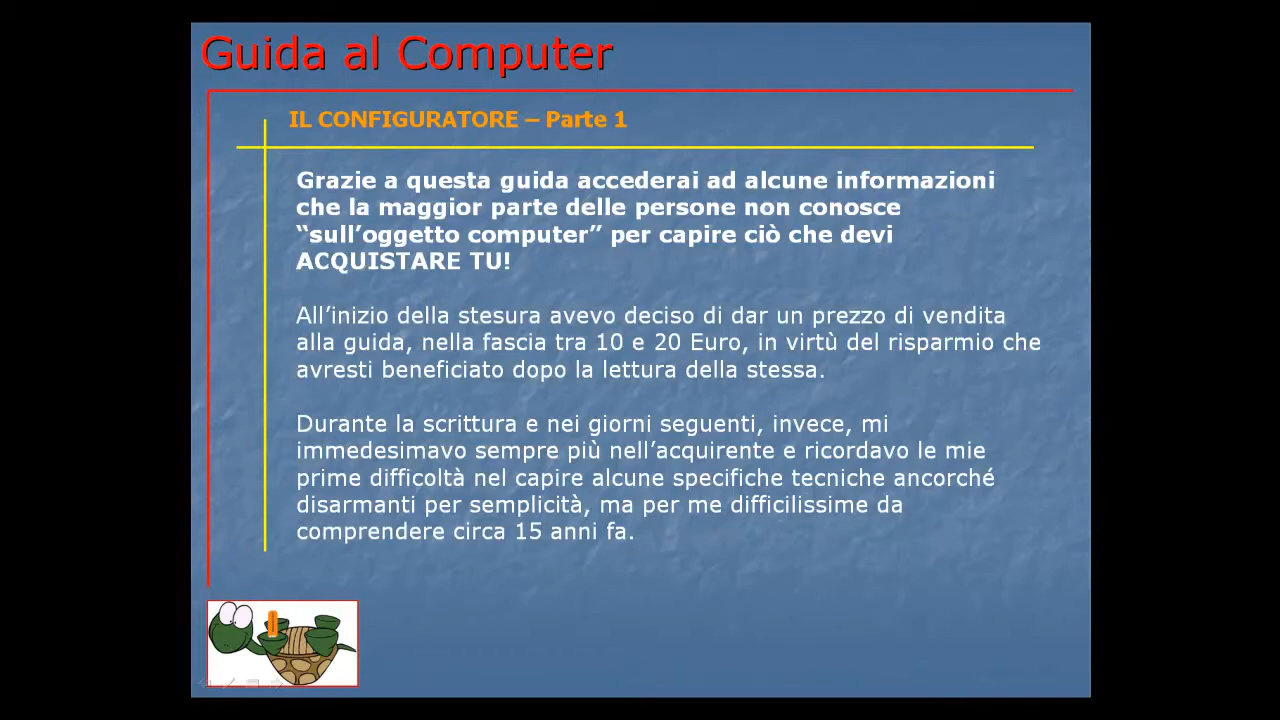 Guida al Computer
IL CONFIGURATORE – Parte 1
Grazie a questa guida accederai ad alcune informazioni
che la maggior parte delle persone non conosce
“sull’oggetto computer” per capire ciò che devi
ACQUISTARE TU!
All’inizio della stesura avevo deciso di dar un prezzo di vendita
alla guida, nella fascia tra 10 e 20 Euro, in virtù del risparmio che
avresti beneficiato dopo la lettura della stessa.
Durante la scrittura e nei giorni seguenti, invece, mi
immedesimavo sempre più nell’acquirente e ricordavo le mie
prime difficoltà nel capire alcune specifiche tecniche ancorché
disarmanti per semplicità, ma per me difficilissime da
comprendere circa 15 anni fa.